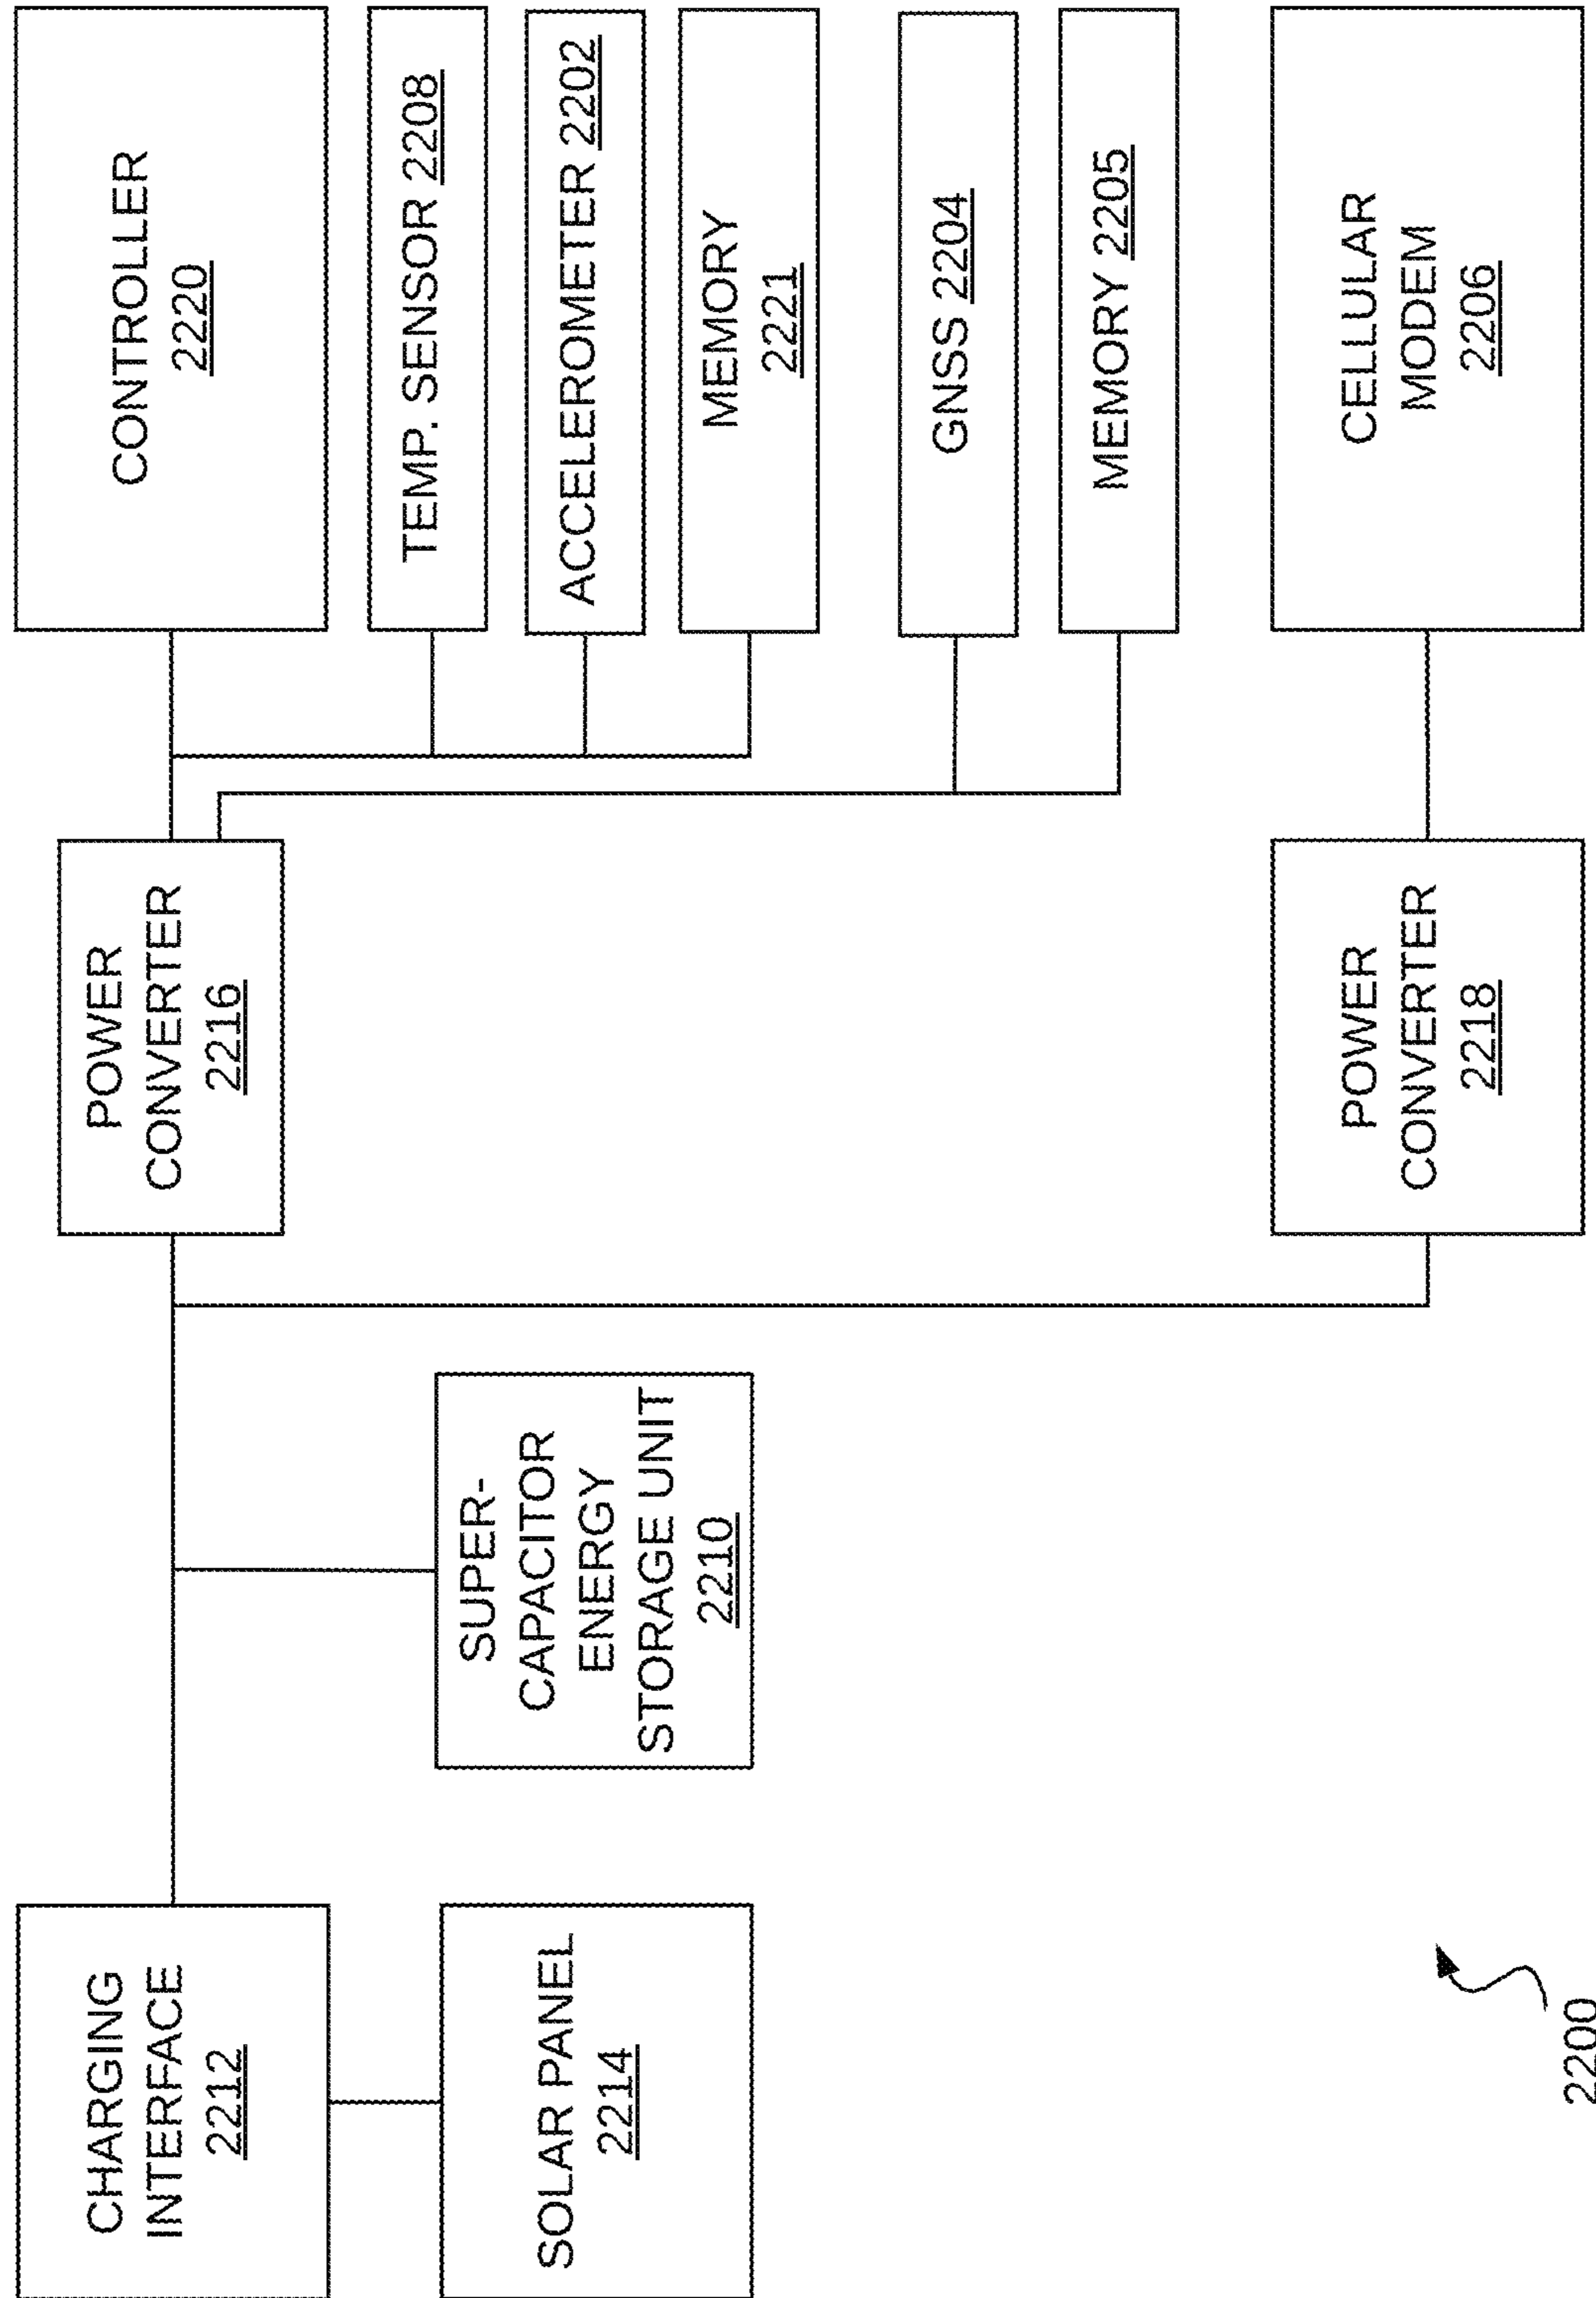 CHARGING
INTERFACE
2212
SOLAR PANEL
2214
SUPER-
CAPACITOR
ENERGY
STORAGE UNIT
2210
POWER
CONVERTER
2216
POWER
CONVERTER
2218
CONTROLLER
2220
TEMP. SENSOR 2208
ACCELEROMETER 2202
MEMORY
2221
GNSS 2204
MEMORY 2205
CELLULAR
MODEM
2206
2200